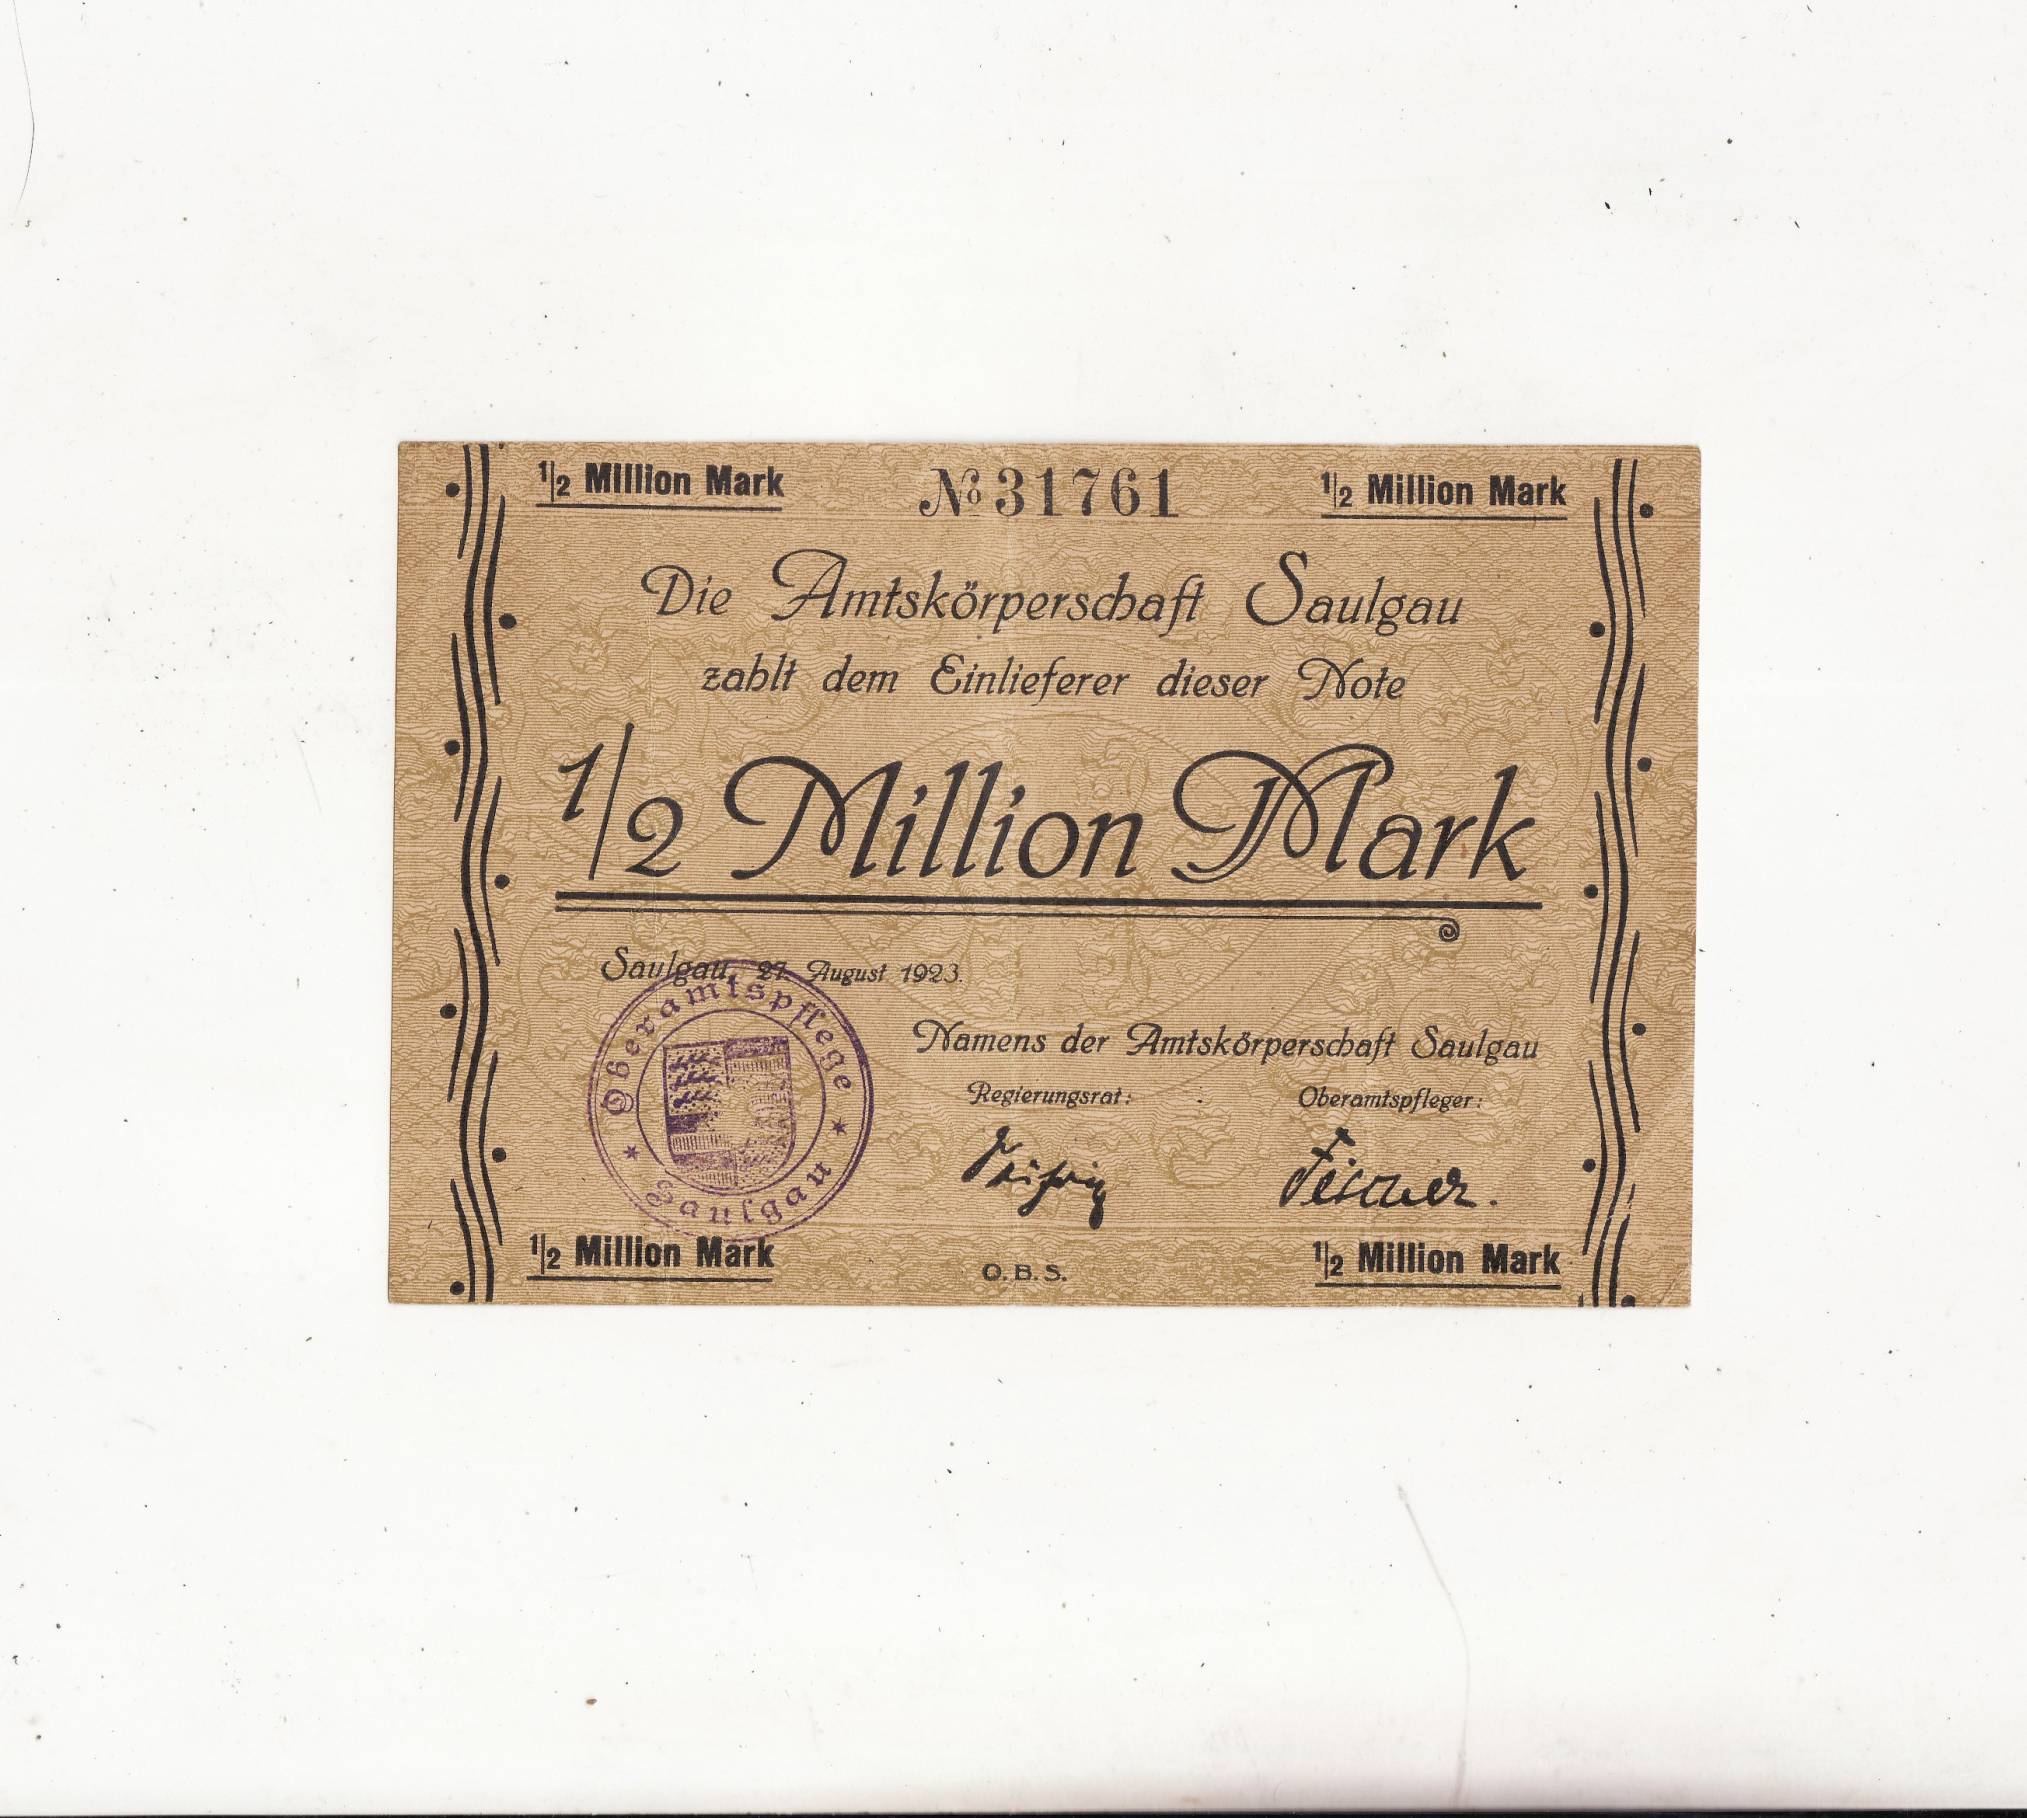 1/2 Million Mark
No 31761
1/2 Million Mark
Die Amtskörperschaft Saulgau
zahlt dem Einlieferer dieser Note
1/2 Million Mark
Saulgau, 27. August 1923.
Oberamtspflege
Saulgau
Namens der Amtskörperschaft Saulgau
Regierungsrat:
Oberamtspfleger:
1/2 Million Mark
O.B.S.
1/2 Million Mark